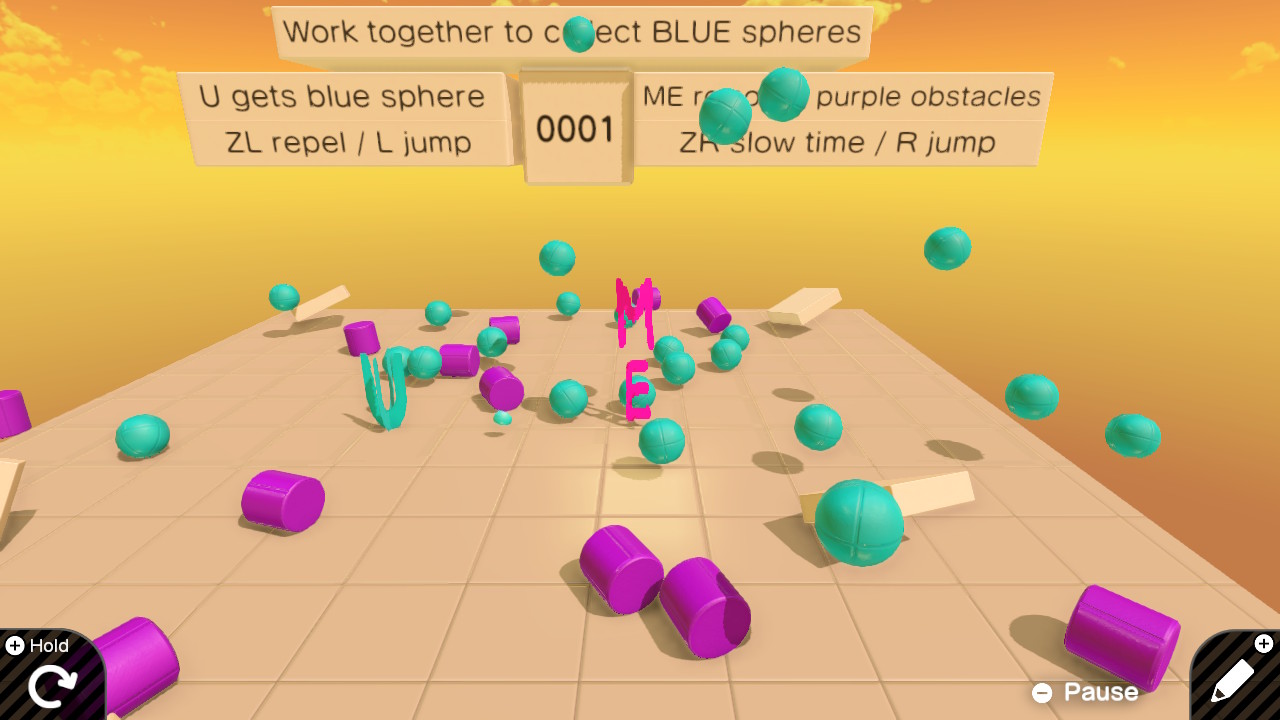 Work together to c ect BLUE spheres
U gets blue sphere
ZL repel / L jump
0001
ME purple obstacles
ZR slow time / R jump
M
U
E
Hold
Pause